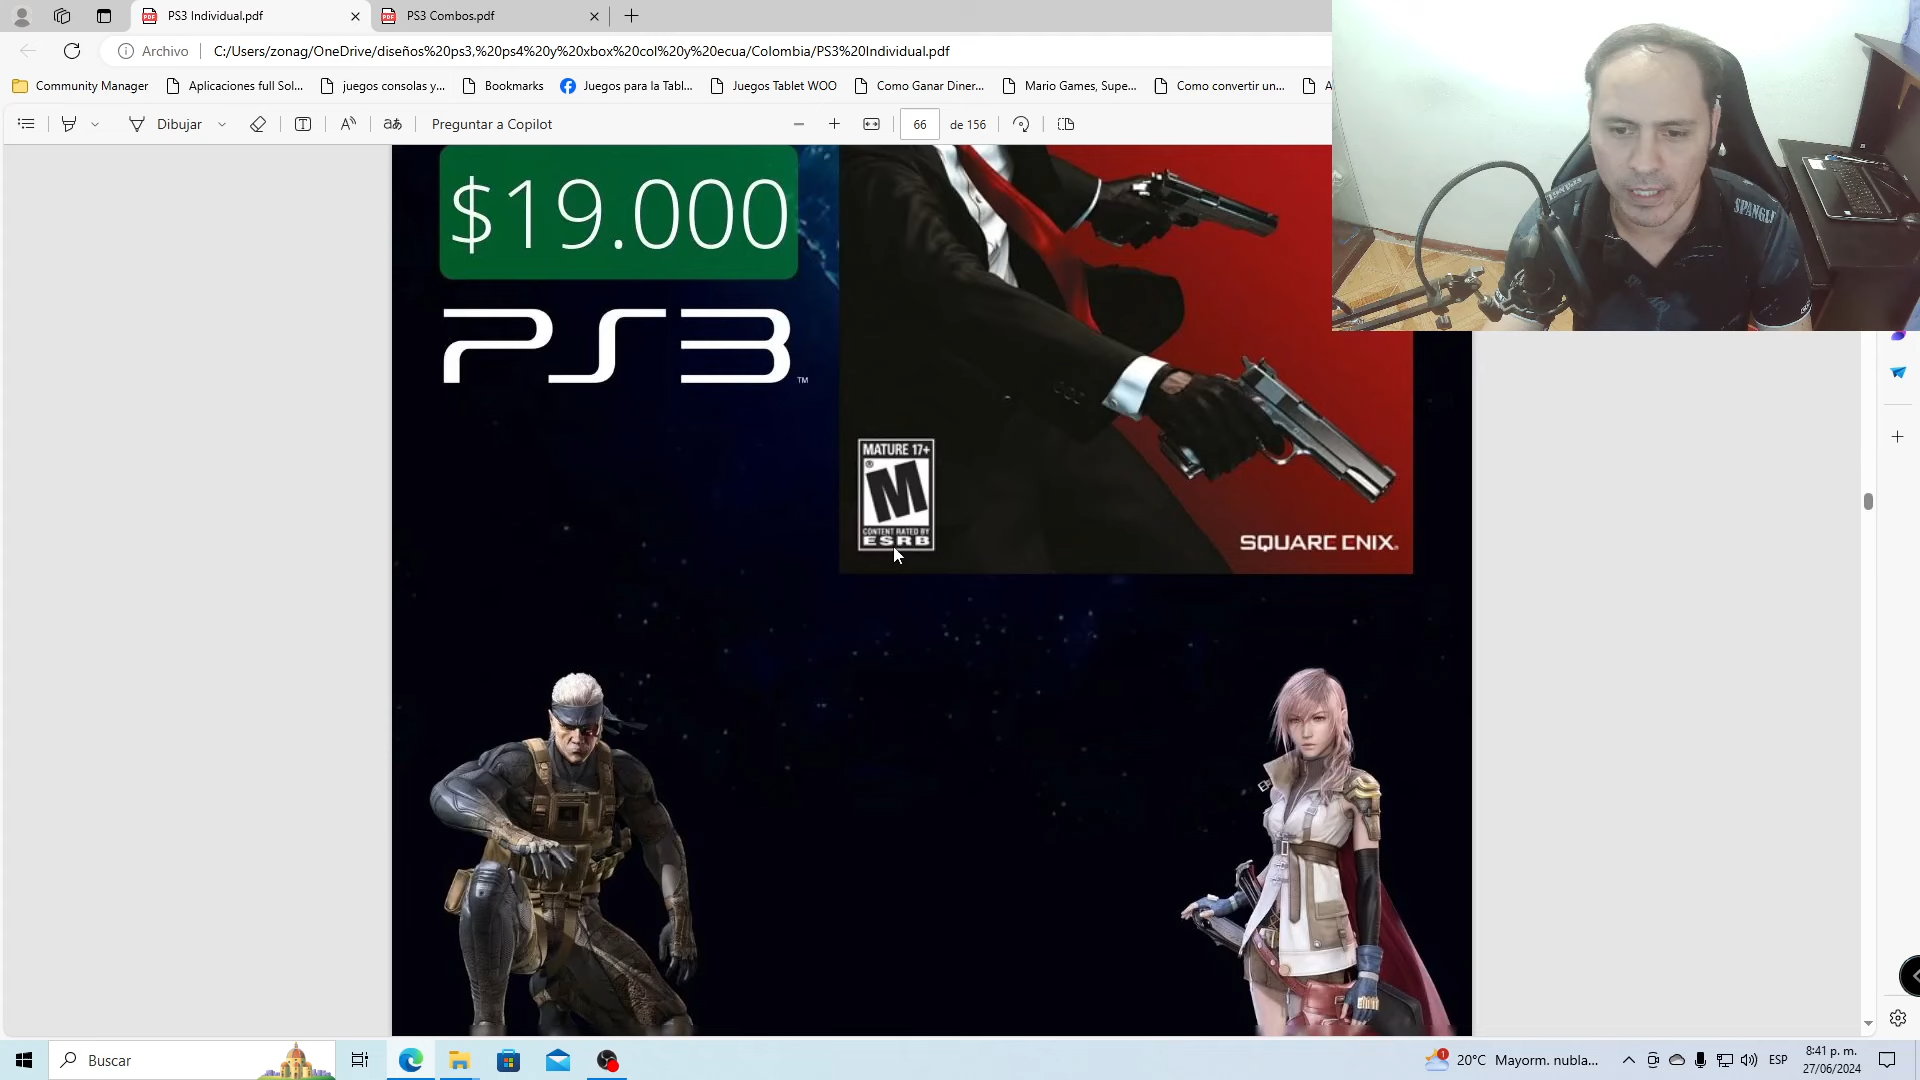 PS3 Individual.pdf
PS3 Combos.pdf
Archivo
C:/Users/zonag/OneDrive/diseños%20ps3,%20ps4%20y%20xbox%20col%20y%20ecua/Colombia/PS3%20Individual.pdf
Community Manager
Aplicaciones full Sol...
juegos consolas y...
Bookmarks
Juegos para la Tabl...
Juegos Tablet WOO
Como Ganar Diner...
Mario Games, Supe...
Como convertir un...
A
Dibujar
Preguntar a Copilot
66
de 156
$19.000
PS3
TM
MATURE 17+
M
CONTENT RATED BY
ESRB
SQUARE ENIX
SPANGLE
Buscar
1
20°C
Mayorm. nubla...
ESP
8:41 p. m.
27/06/2024